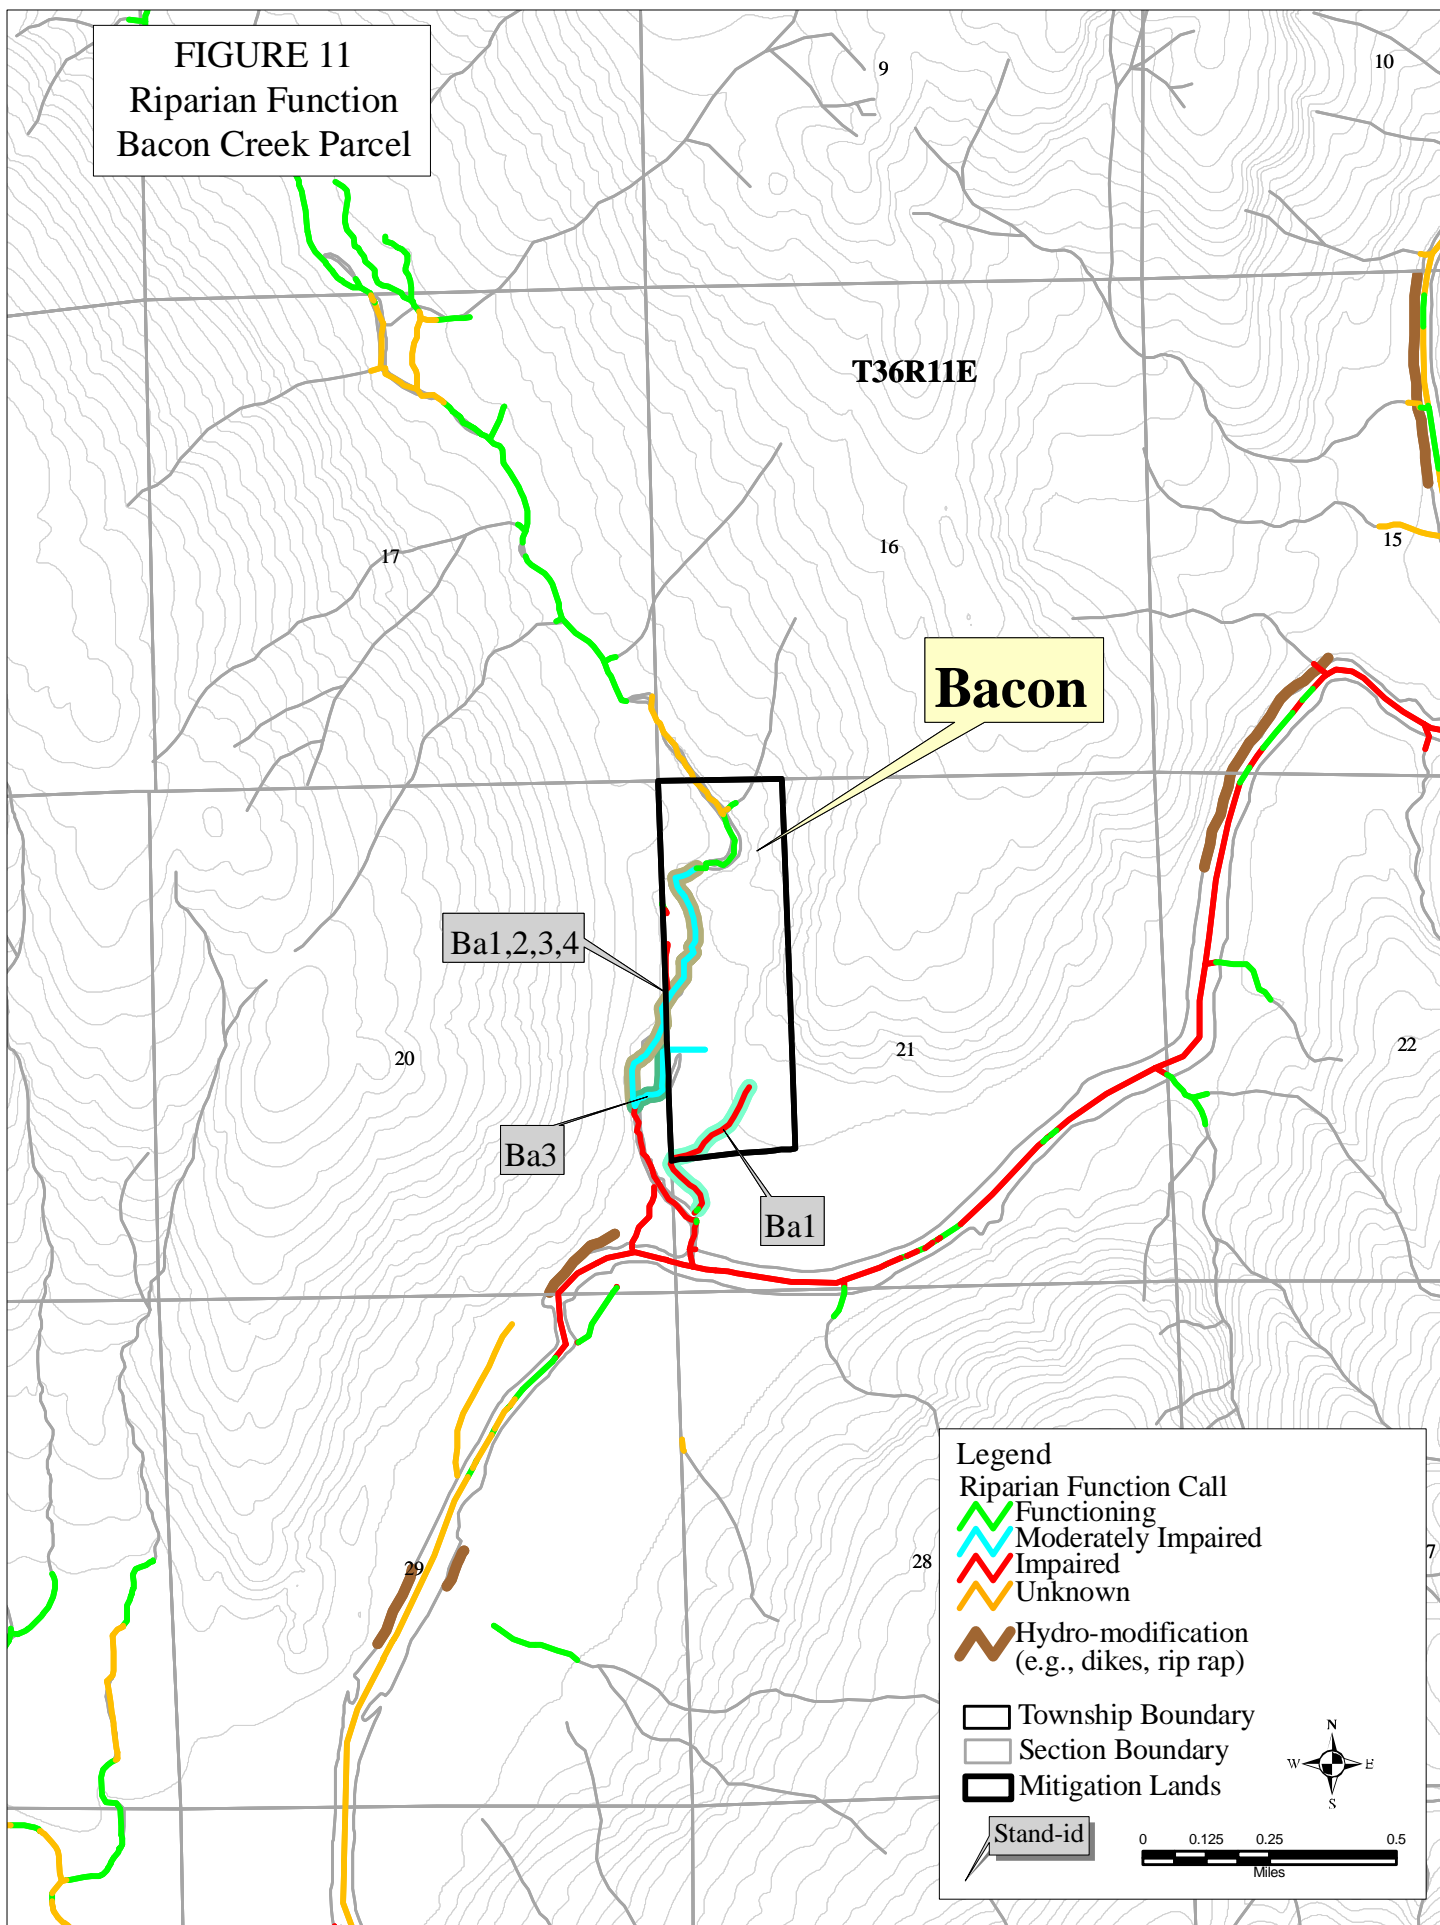 FIGURE 11
Riparian Function
Bacon Creek Parcel
9
10
T36R11E
17
16
15
Bacon
Ba1,2,3,4
20
21
22
Ba3
Ba1
29
28
7
Legend
Riparian Function Call
Functioning
Moderately Impaired
Impaired
Unknown
Hydro-modification
(e.g., dikes, rip rap)
Township Boundary
Section Boundary
Mitigation Lands
N
W E
S
Stand-id
0 0.125 0.25 0.5
Miles